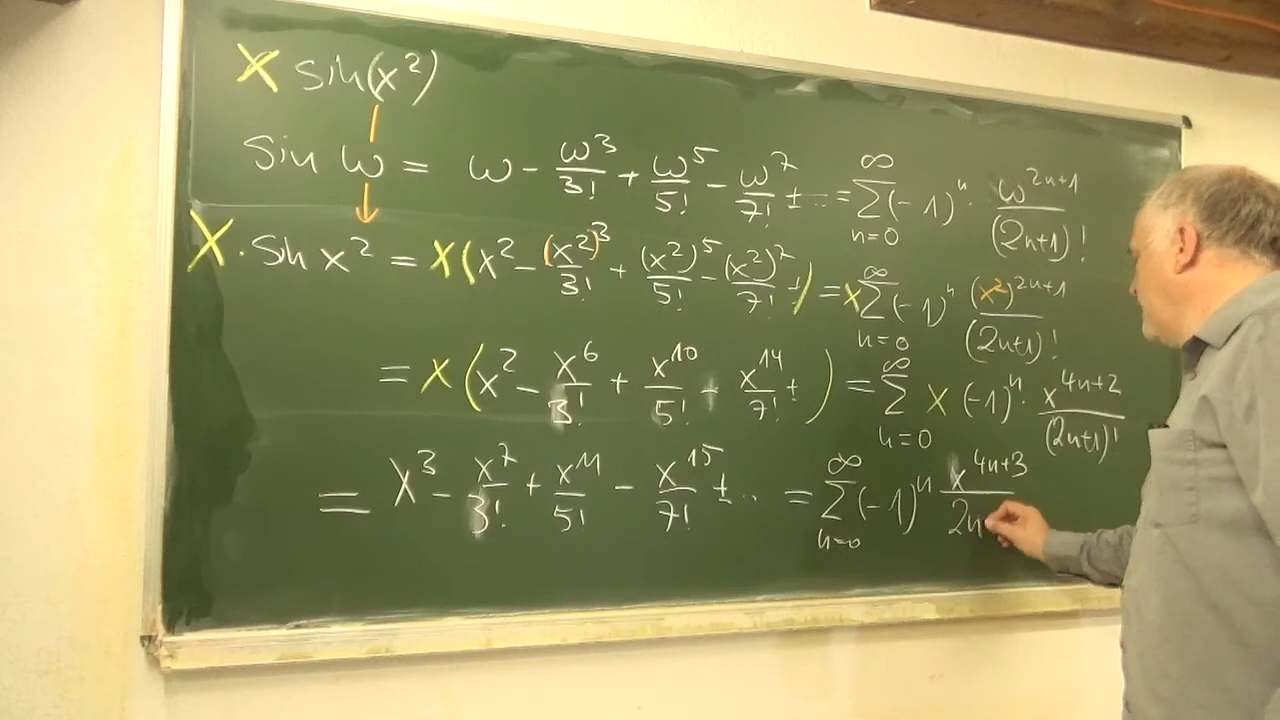 x sin(x²)
sin ω = ω - ω³/3! + ω⁵/5! - ω⁷/7! ± ... = ∑_{n=0}^{∞} (-1)ⁿ · ω^{2n+1}/(2n+1)!
x · sin x² = x(x² - (x²)³/3! + (x²)⁵/5! - (x²)⁷/7! ±) = x ∑_{n=0}^{∞} (-1)ⁿ (x²)^{2n+1}/(2n+1)!
= x(x² - x⁶/3! + x¹⁰/5! - x¹⁴/7! ±) = ∑_{n=0}^{∞} x (-1)ⁿ · x^{4n+2}/(2n+1)!
= x³ - x⁷/3! + x¹¹/5! - x¹⁵/7! ± .. = ∑_{n=0}^{∞} (-1)ⁿ x^{4n+3}/2n